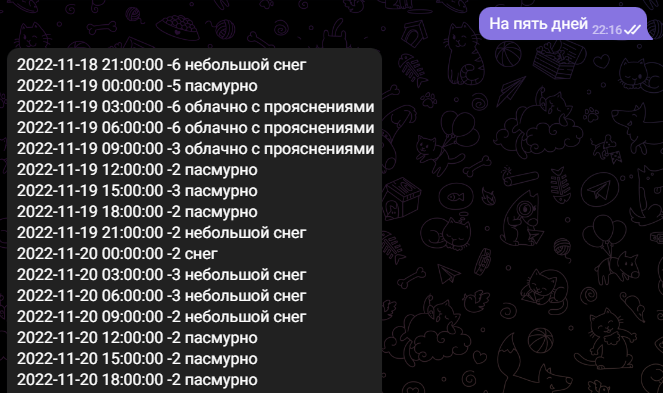 На пять дней 22:16
2022-11-18 21:00:00 -6 небольшой снег
2022-11-19 00:00:00 -5 пасмурно
2022-11-19 03:00:00 -6 облачно с прояснениями
2022-11-19 06:00:00 -6 облачно с прояснениями
2022-11-19 09:00:00 -3 облачно с прояснениями
2022-11-19 12:00:00 -2 пасмурно
2022-11-19 15:00:00 -3 пасмурно
2022-11-19 18:00:00 -2 пасмурно
2022-11-19 21:00:00 -2 небольшой снег
2022-11-20 00:00:00 -2 снег
2022-11-20 03:00:00 -3 небольшой снег
2022-11-20 06:00:00 -3 небольшой снег
2022-11-20 09:00:00 -2 небольшой снег
2022-11-20 12:00:00 -2 пасмурно
2022-11-20 15:00:00 -2 пасмурно
2022-11-20 18:00:00 -2 пасмурно